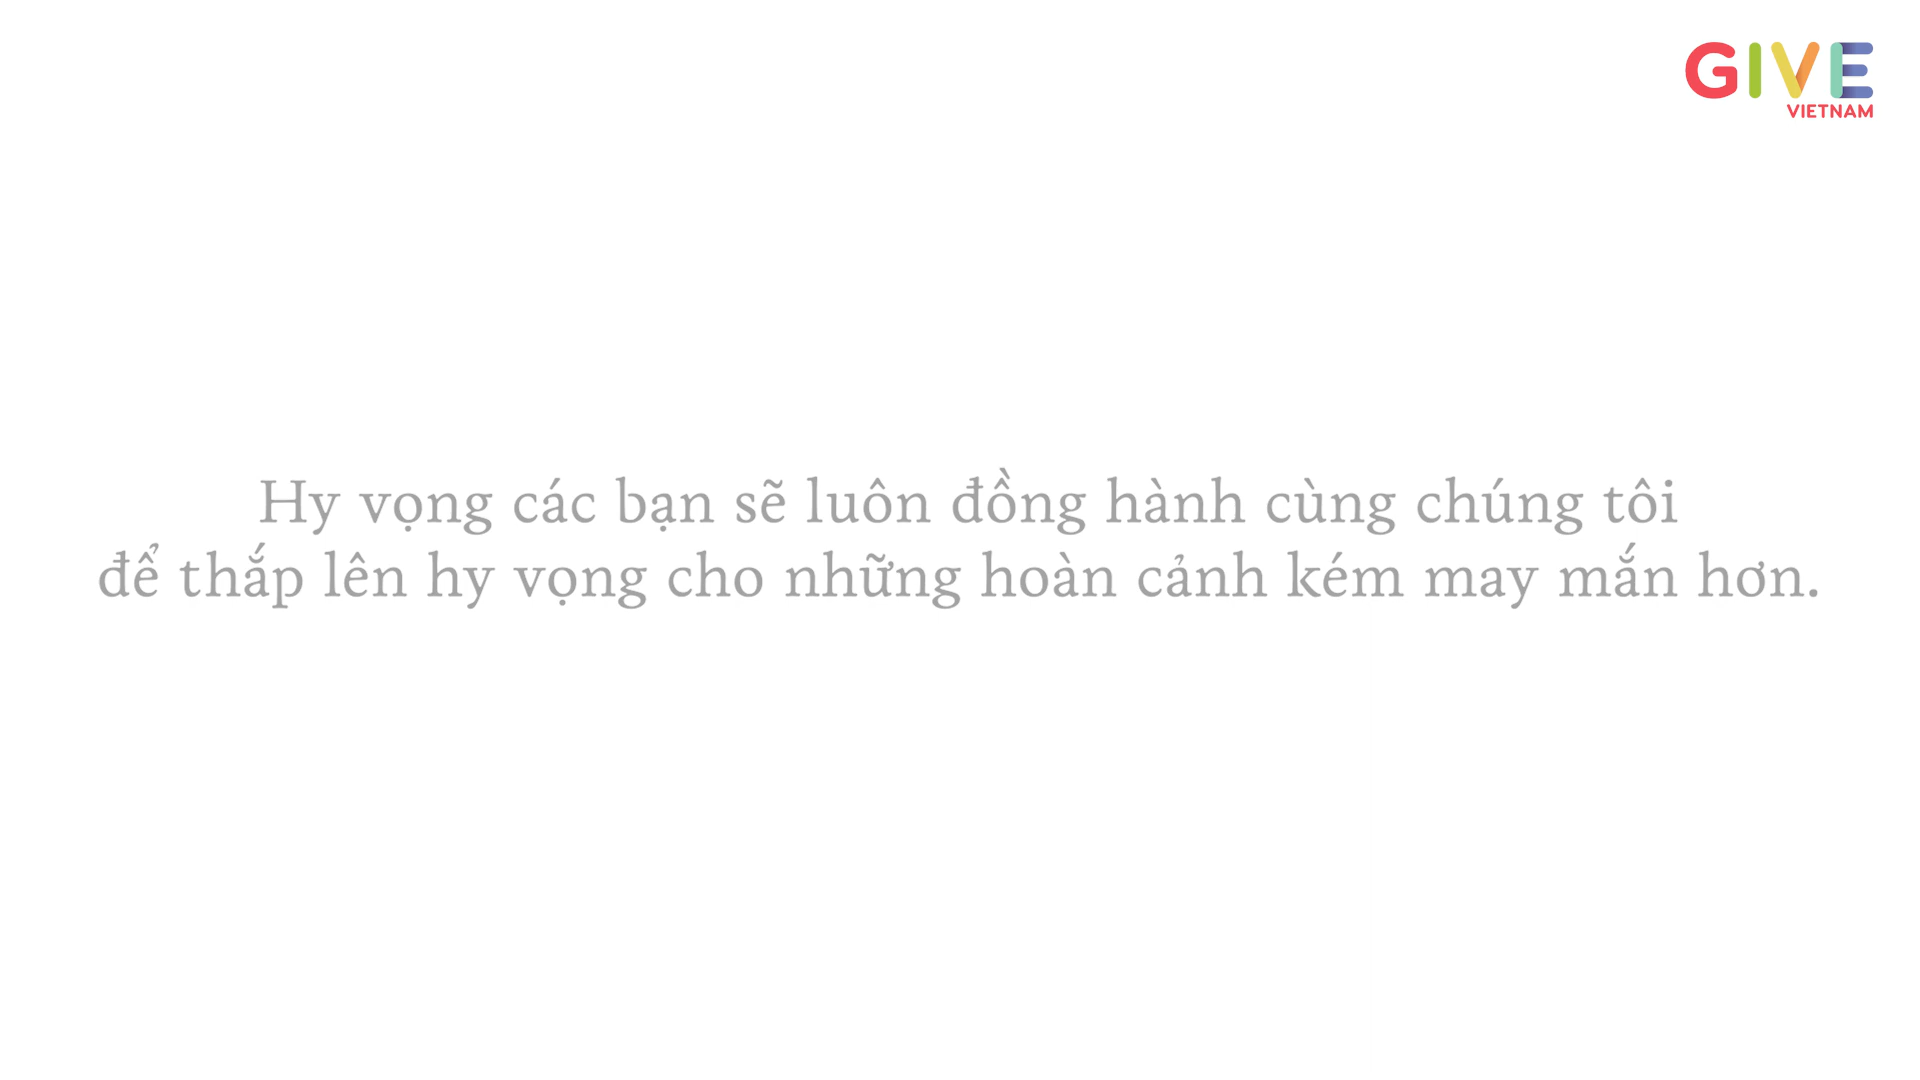 GIVE
VIETNAM
Hy vọng các bạn sẽ luôn đồng hành cùng chúng tôi
để thắp lên hy vọng cho những hoàn cảnh kém may mắn hơn.